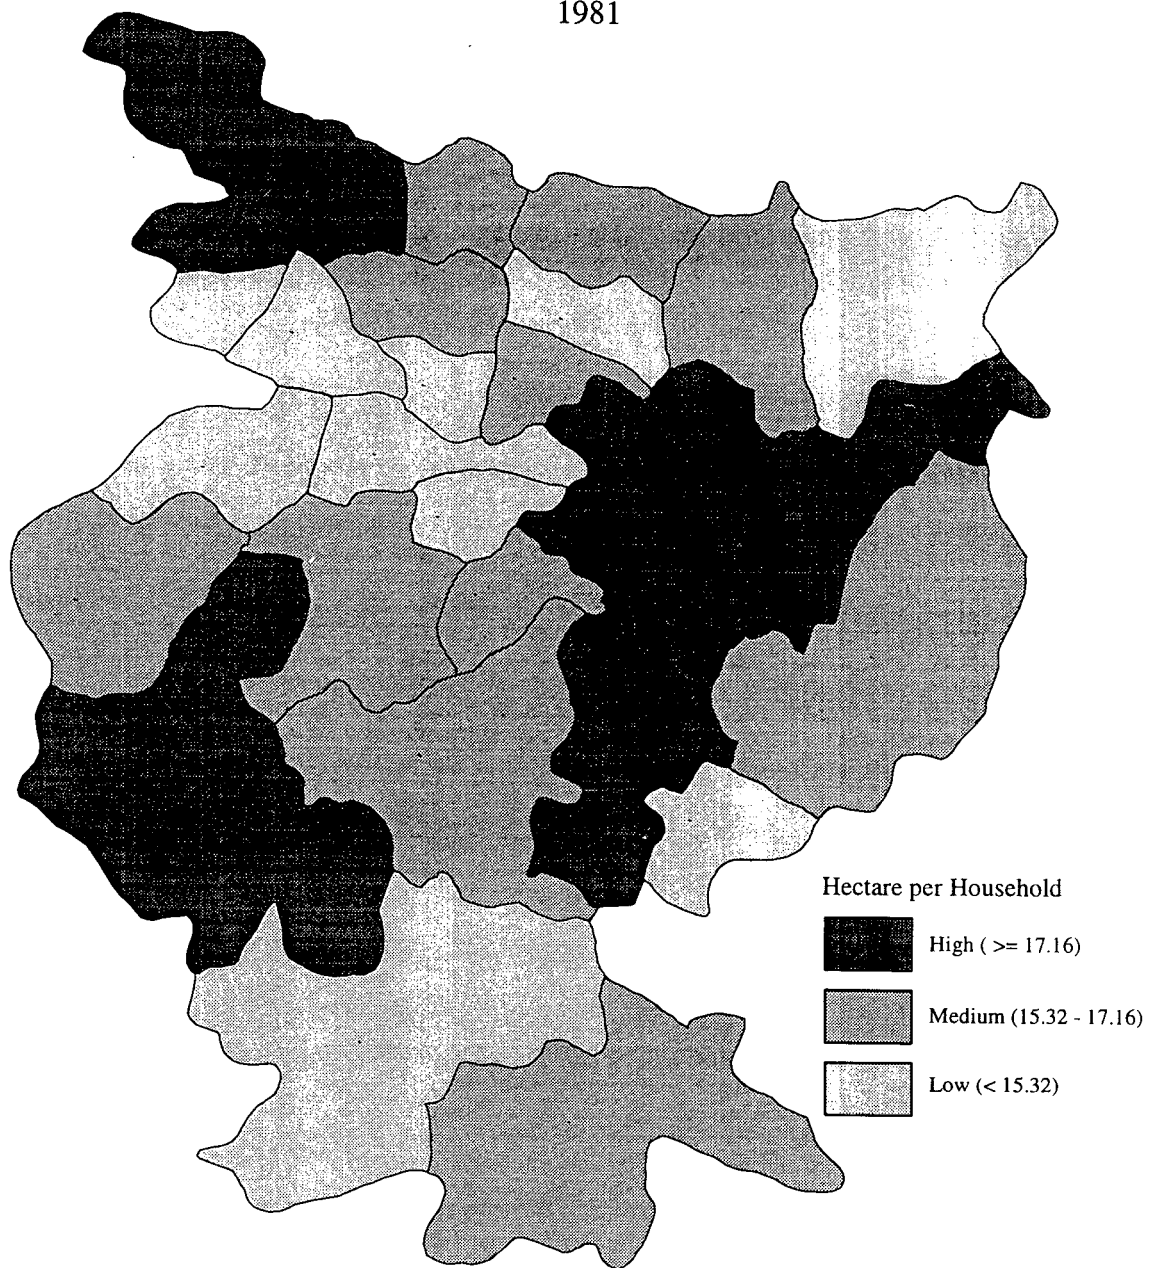 1981
Hectare per Household
High ( >= 17.16)
Medium (15.32 - 17.16)
Low (< 15.32)